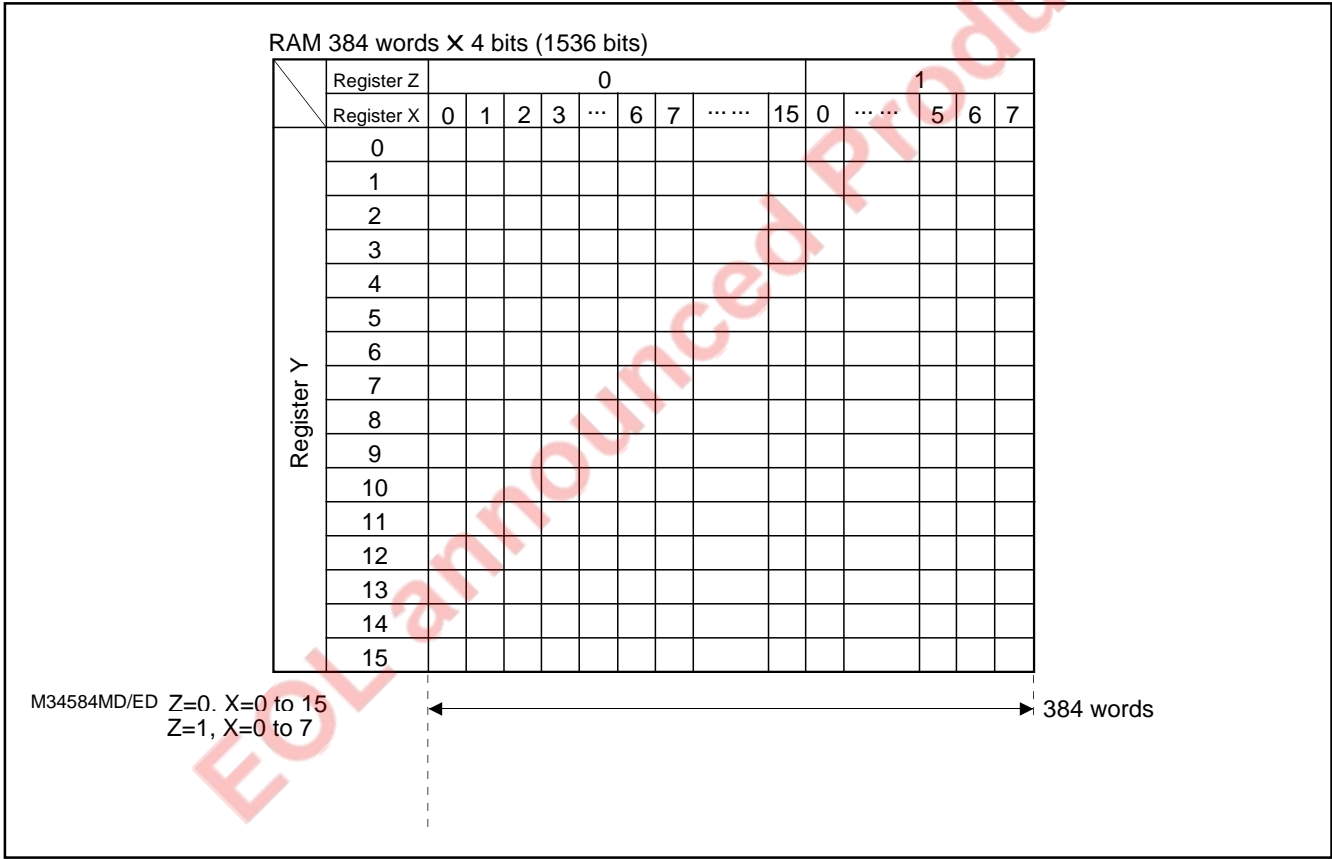 RAM 384 words × 4 bits (1536 bits)
Register Z 0 1
Register X 0 1 2 3 ... 6 7 ... ... 15 0 ... ... 5 6 7
Register Y
0
1
2
3
4
5
6
7
8
9
10
11
12
13
14
15
M34584MD/ED Z=0, X=0 to 15
Z=1, X=0 to 7
384 words
EOL announced Produ